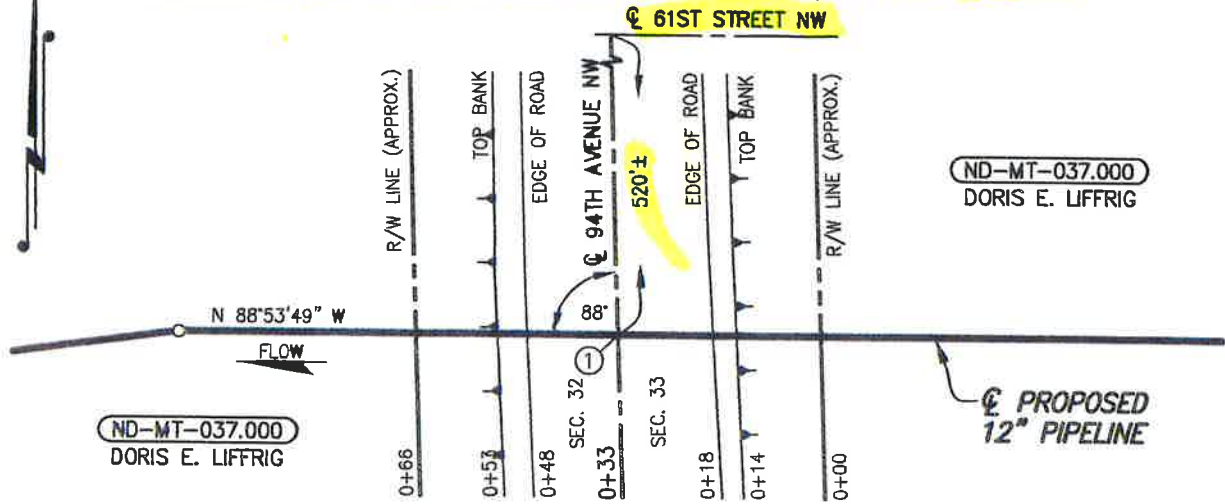 ℄ 61ST STREET NW
R/W LINE (APPROX.)
TOP BANK
EDGE OF ROAD
℄ 94TH AVENUE NW
520'±
EDGE OF ROAD
TOP BANK
R/W LINE (APPROX.)
ND-MT-037.000
DORIS E. LIFFRIG
N 88°53'49" W
FLOW
88°
1
℄ PROPOSED
12" PIPELINE
ND-MT-037.000
DORIS E. LIFFRIG
SEC. 32
SEC. 33
0+66
0+53
0+48
0+33
0+18
0+14
0+00